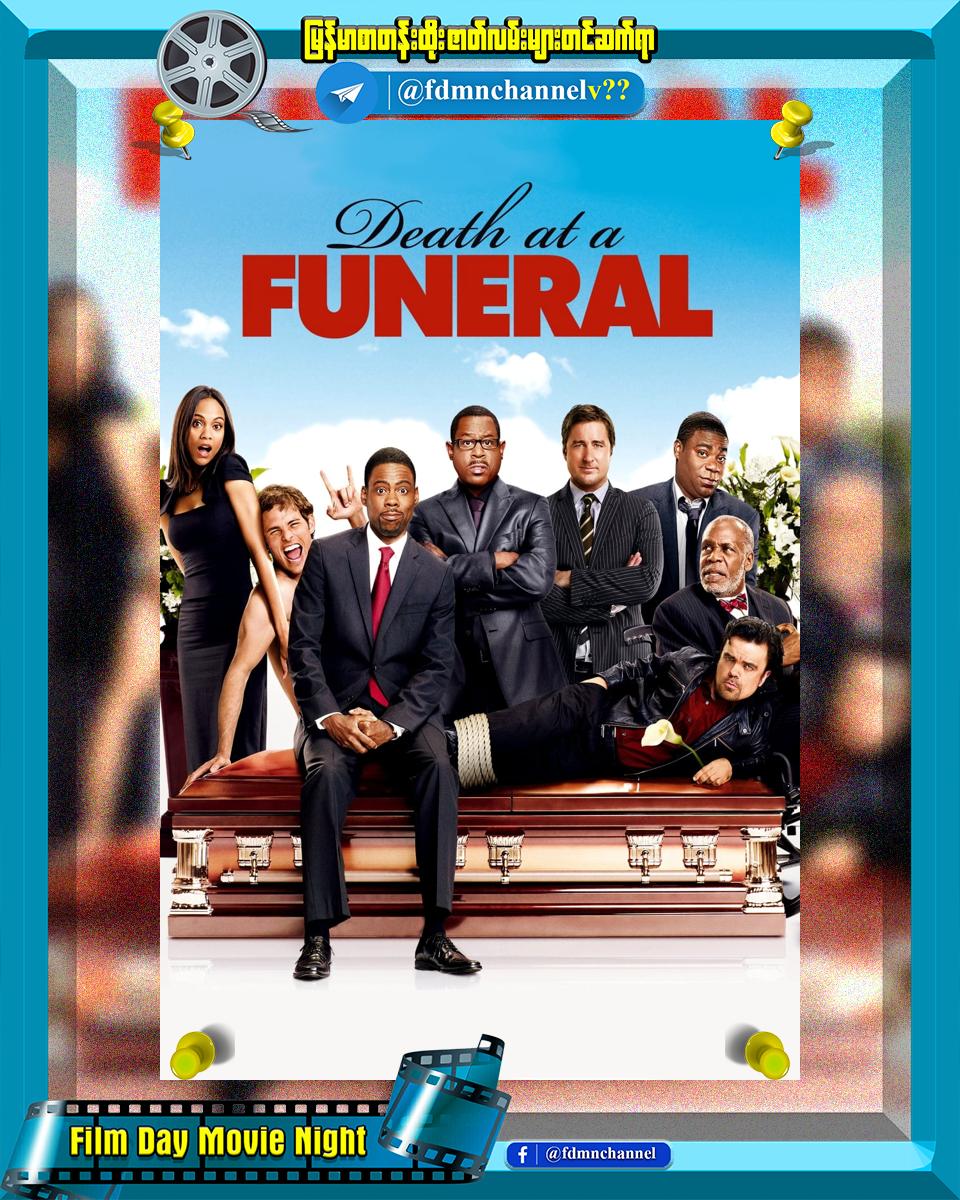 မြန်မာစာတန်းထိုးဇာတ်လမ်းများတင်ဆက်ရာ
@fdmnchannelv??
Death at a
FUNERAL
Film Day Movie Night
f @fdmnchannel